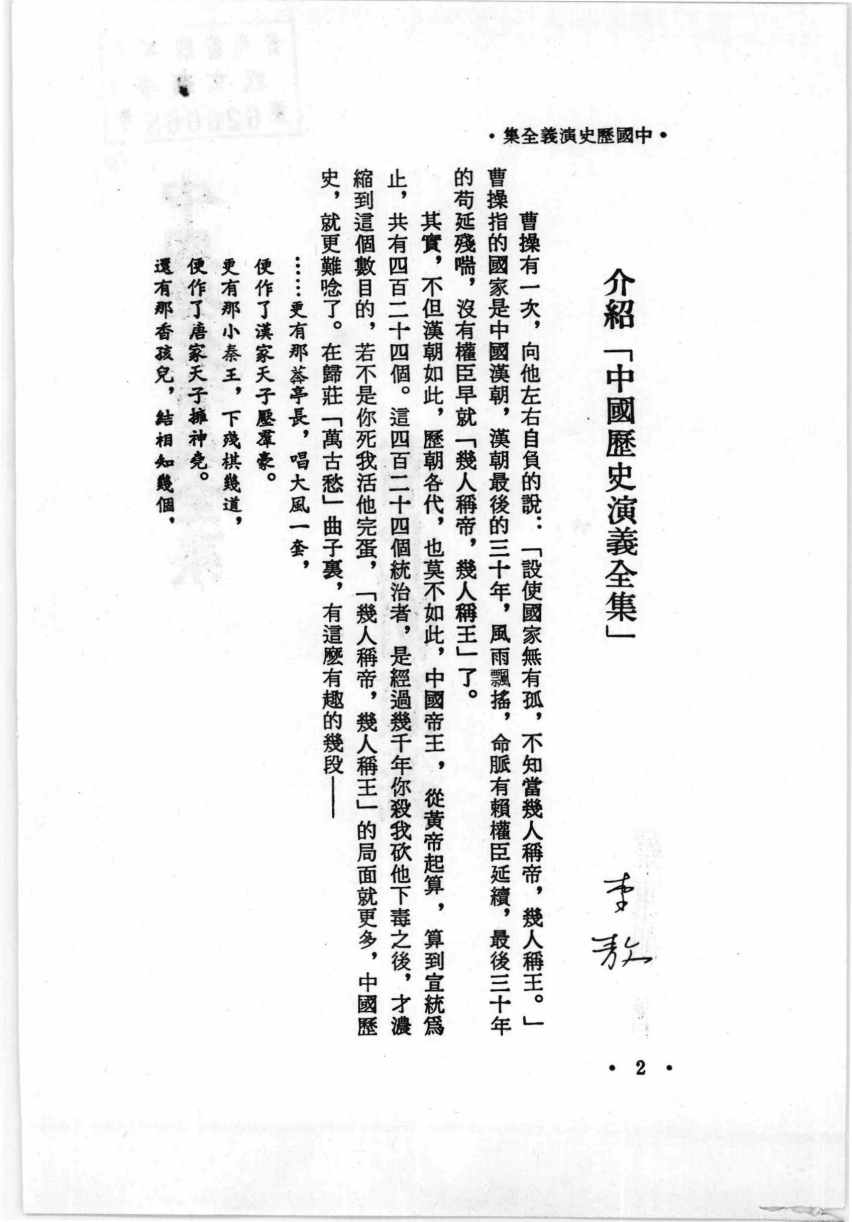 •中國歷史演義全集•
介紹「中國歷史演義全集」
李敖
曹操有一次，向他左右自負的說：「設使國家無有孤，不知當幾人稱帝，幾人稱王。」
曹操指的國家是中國漢朝，漢朝最後的三十年，風雨飄搖，命脈有賴權臣延續，最後三十年
的苟延殘喘，沒有權臣早就「幾人稱帝，幾人稱王」了。
其實，不但漢朝如此，歷朝各代，也莫不如此，中國帝王，從黃帝起算，算到宣統爲
止，共有四百二十四個。這四百二十四個統治者，是經過幾千年你殺我砍他下毒之後，才濃
縮到這個數目的，若不是你死我活他完蛋，「幾人稱帝，幾人稱王」的局面就更多，中國歷
史，就更難唸了。在歸莊「萬古愁」曲子裏，有這麽有趣的幾段——
……更有那莽亭長，唱大風一套，
便作了漢家天子壓羣豪。
更有那小秦王，下殘棋幾道，
便作了唐家天子擁神堯。
還有那香孩兒，結相知幾個，
• 2 •